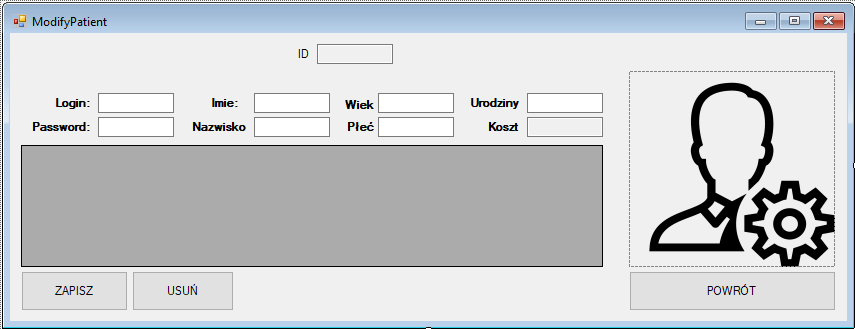 ModifyPatient
ID
Login: Imie: Wiek Urodziny
Password: Nazwisko Płeć Koszt
ZAPISZ USUŃ POWRÓT